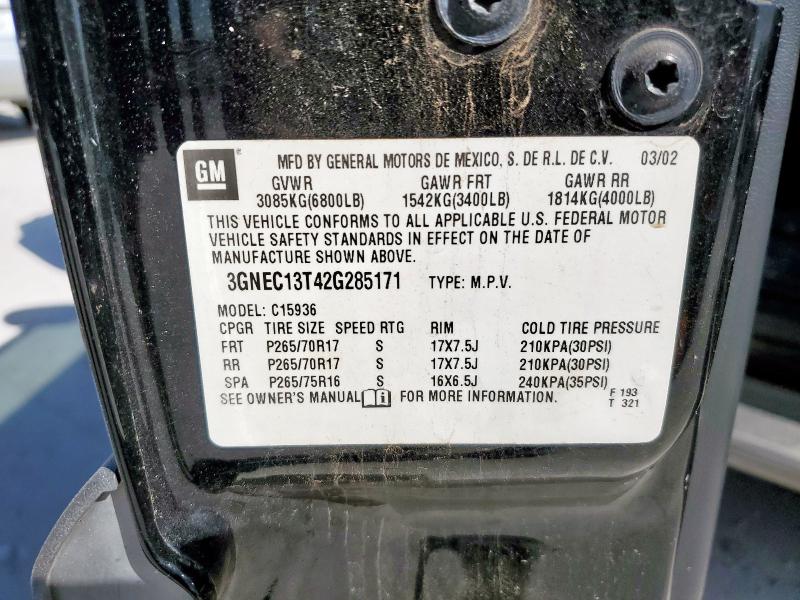 GM MFD BY GENERAL MOTORS DE MEXICO, S. DE R.L. DE C.V. 03/02
GVWR GAWR FRT GAWR RR
3085KG(6800LB) 1542KG(3400LB) 1814KG(4000LB)
THIS VEHICLE CONFORMS TO ALL APPLICABLE U.S. FEDERAL MOTOR
VEHICLE SAFETY STANDARDS IN EFFECT ON THE DATE OF
MANUFACTURE SHOWN ABOVE.
3GNEC13T42G285171 TYPE: M.P.V.
MODEL: C15936
CPGR TIRE SIZE SPEED RTG RIM COLD TIRE PRESSURE
FRT P265/70R17 S 17X7.5J 210KPA(30PSI)
RR P265/70R17 S 17X7.5J 210KPA(30PSI)
SPA P265/75R16 S 16X6.5J 240KPA(35PSI)
SEE OWNER'S MANUAL i FOR MORE INFORMATION. F 193
T 321